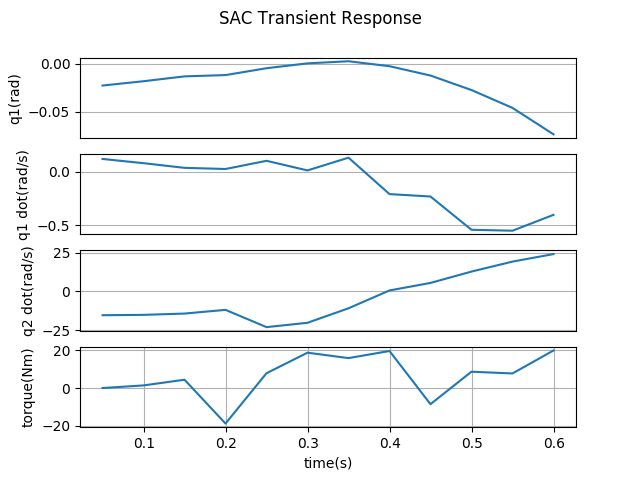 SAC Transient Response
q1(rad)
0.00
−0.05
q1 dot(rad/s)
0.0
−0.5
q2 dot(rad/s)
25
0
−25
torque(Nm)
20
0
−20
0.1 0.2 0.3 0.4 0.5 0.6
time(s)